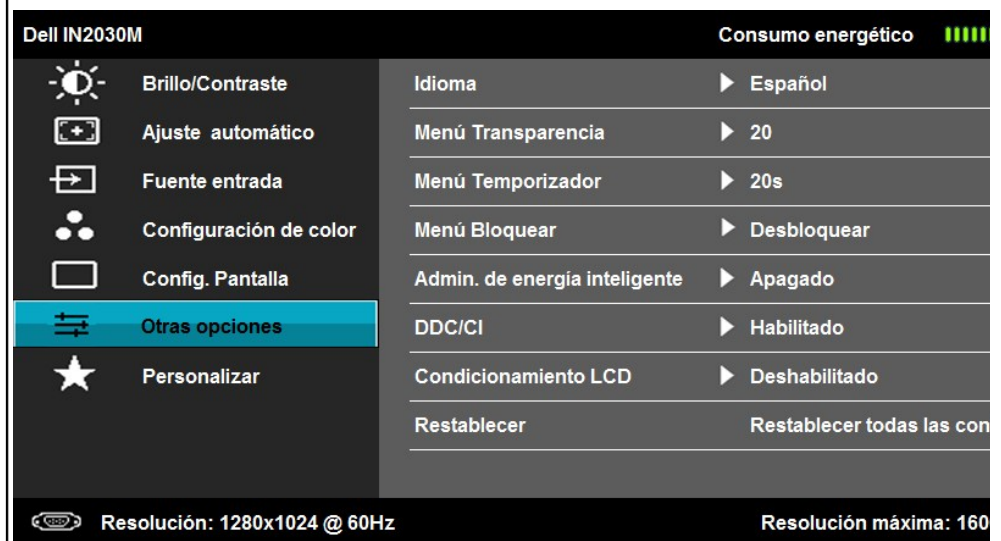 Dell IN2030M Consumo energético
Brillo/Contraste Idioma Español
Ajuste automático Menú Transparencia 20
Fuente entrada Menú Temporizador 20s
Configuración de color Menú Bloquear Desbloquear
Config. Pantalla Admin. de energía inteligente Apagado
Otras opciones DDC/CI Habilitado
Personalizar Condicionamiento LCD Deshabilitado
Restablecer Restablecer todas las con
Resolución: 1280x1024 @ 60Hz Resolución máxima: 160